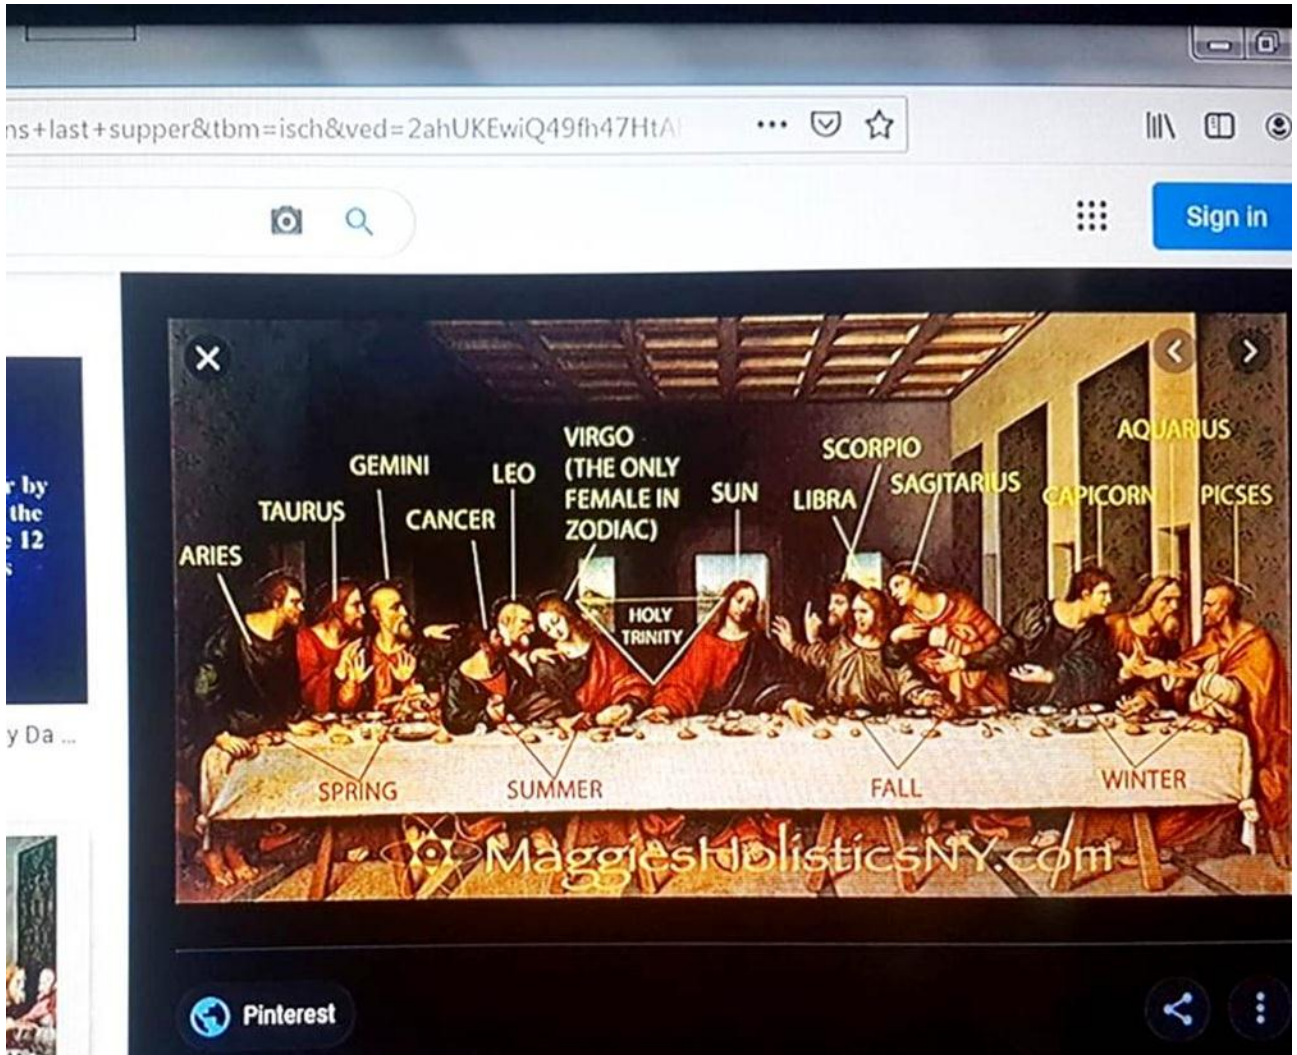 ns+last+supper&tbm=isch&ved=2ahUKEwiQ49fh47HtA
Sign in
r by
the
12
y Da ...
VIRGO
(THE ONLY
FEMALE IN
ZODIAC)
GEMINI
LEO
TAURUS
CANCER
ARIES
SUN
SCORPIO
LIBRA
SAGITARIUS
AQUARIUS
CAPICORN
PICSES
HOLY
TRINITY
SPRING
SUMMER
FALL
WINTER
MaggiesHolisticsNY.com
Pinterest